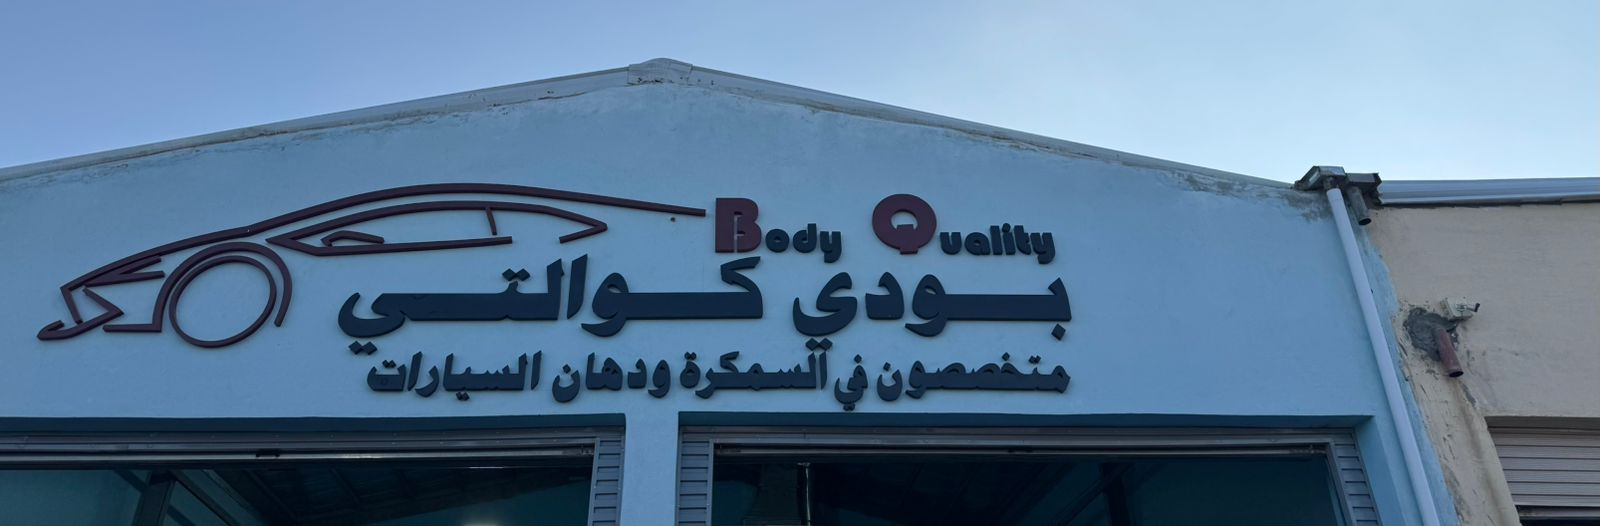 Body Quality
بودي كوالتي
متخصصون في السمكرة ودهان السيارات